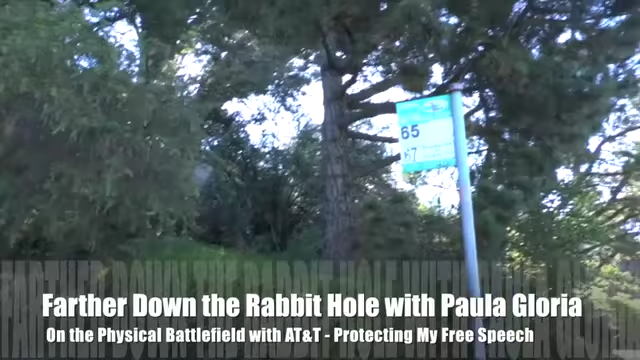 65
Farther Down the Rabbit Hole with Paula Gloria
On the Physical Battlefield with AT&T - Protecting My Free Speech